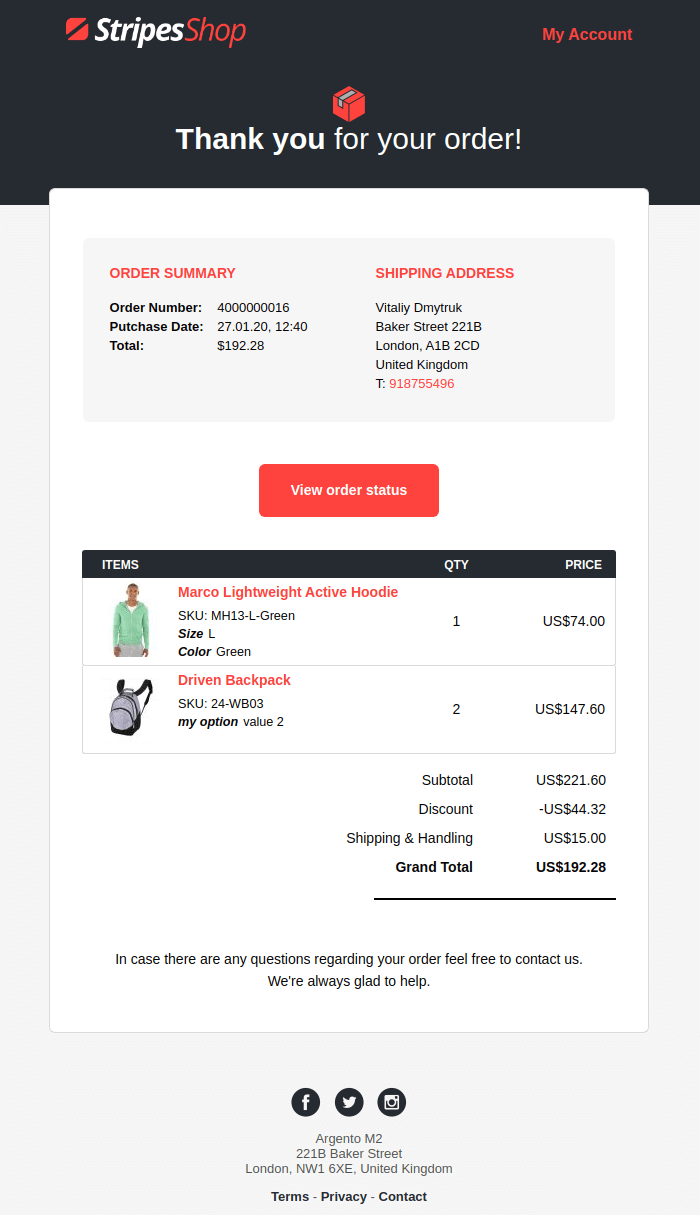 StripesShop
My Account
Thank you for your order!
ORDER SUMMARY
Order Number: 4000000016
Putchase Date: 27.01.20, 12:40
Total: $192.28
SHIPPING ADDRESS
Vitaliy Dmytruk
Baker Street 221B
London, A1B 2CD
United Kingdom
T: 918755496
View order status
ITEMS QTY PRICE
Marco Lightweight Active Hoodie
SKU: MH13-L-Green
Size L
Color Green
1 US$74.00
Driven Backpack
SKU: 24-WB03
my option value 2
2 US$147.60
Subtotal US$221.60
Discount -US$44.32
Shipping & Handling US$15.00
Grand Total US$192.28
In case there are any questions regarding your order feel free to contact us.
We're always glad to help.
Argento M2
221B Baker Street
London, NW1 6XE, United Kingdom
Terms - Privacy - Contact